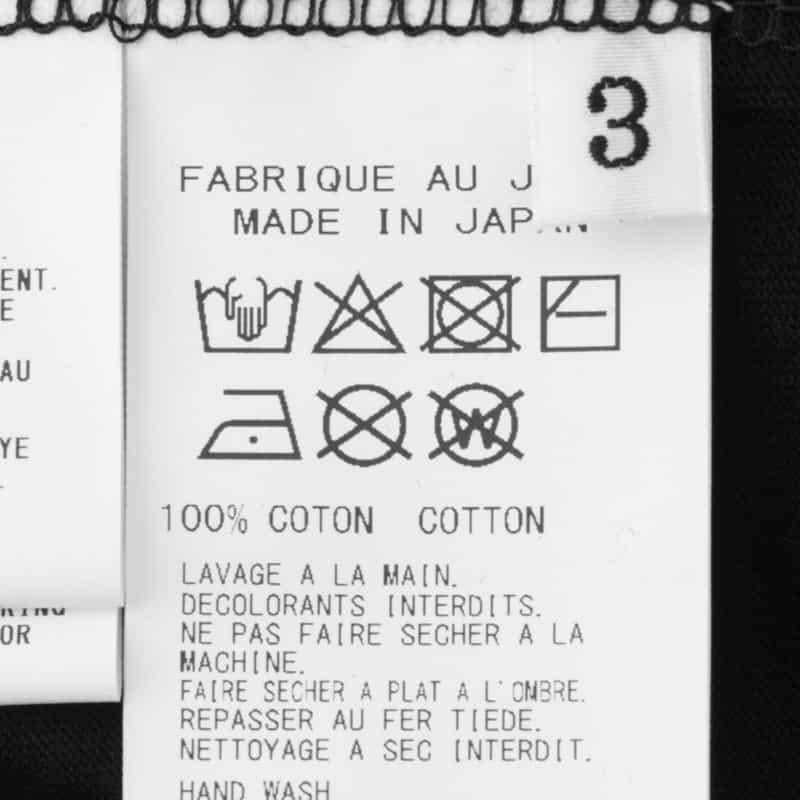 3
FABRIQUE AU
MADE IN JAPAN
ENT.
E
AU
YE
OR
W
100% COTON COTTON
LAVAGE A LA MAIN.
DECOLORANTS INTERDITS.
NE PAS FAIRE SECHER A LA
MACHINE.
FAIRE SECHER A PLAT A L'OMBRE.
REPASSER AU FER TIEDE.
NETTOYAGE A SEC INTERDIT.
HAND WASH